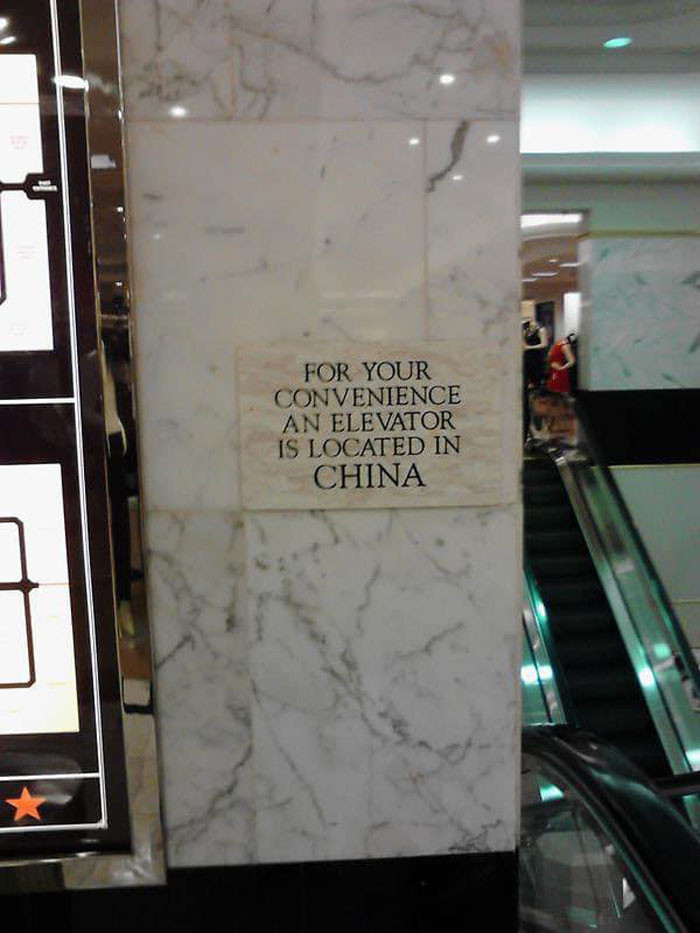 FOR YOUR
CONVENIENCE
AN ELEVATOR
IS LOCATED IN
CHINA